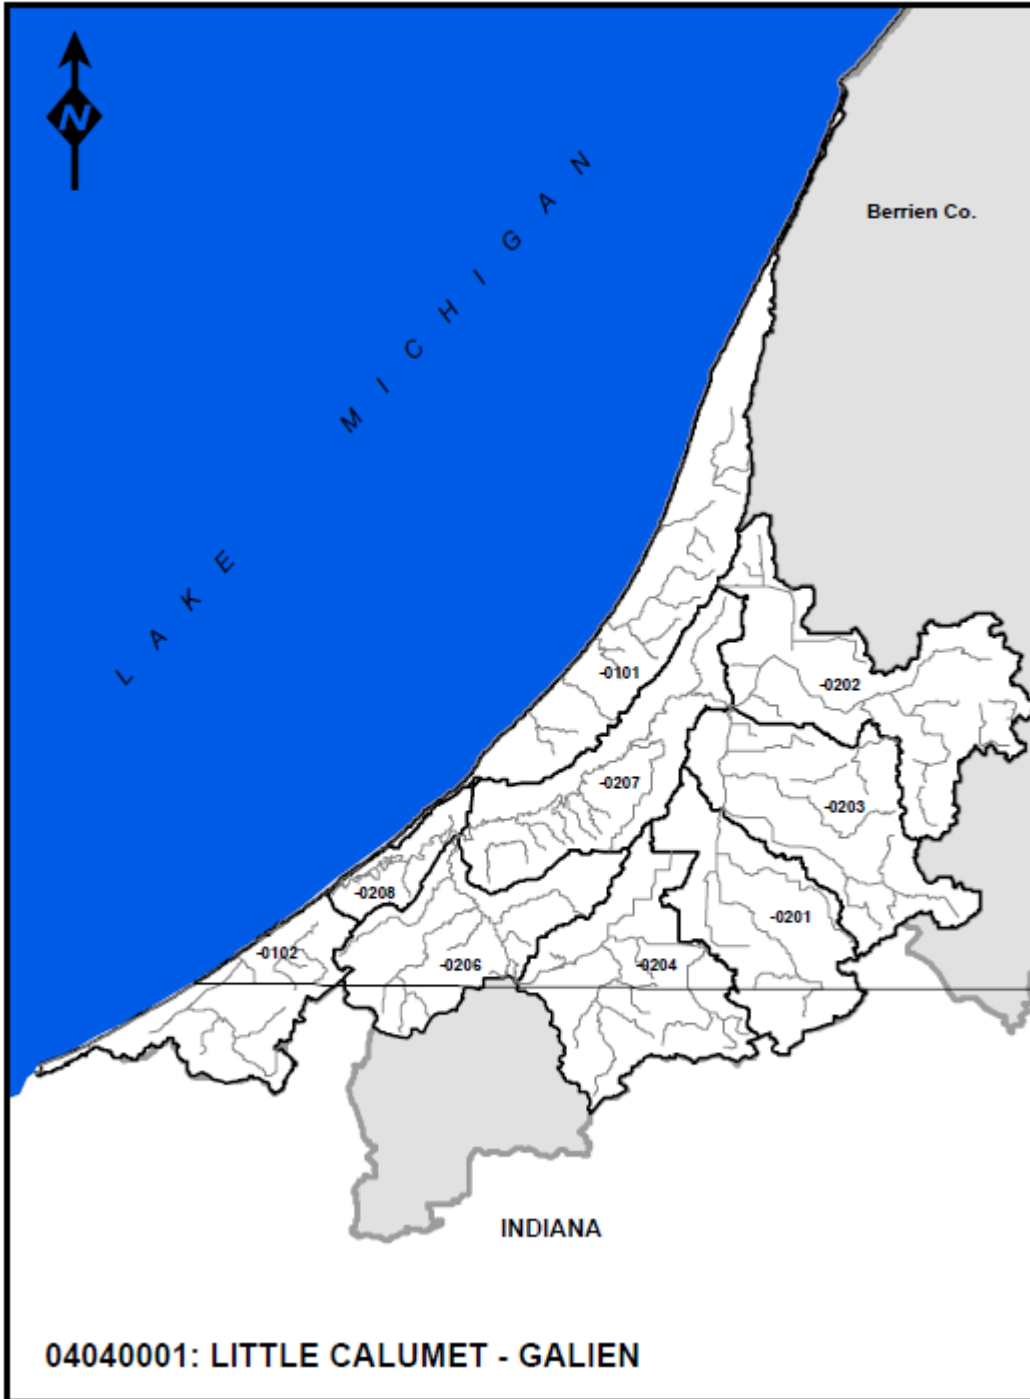 N
LAKE MICHIGAN
Berrien Co.
-0101
-0202
-0207
-0203
-0208
-0201
-0102
-0206
-0204
INDIANA
04040001: LITTLE CALUMET - GALIEN